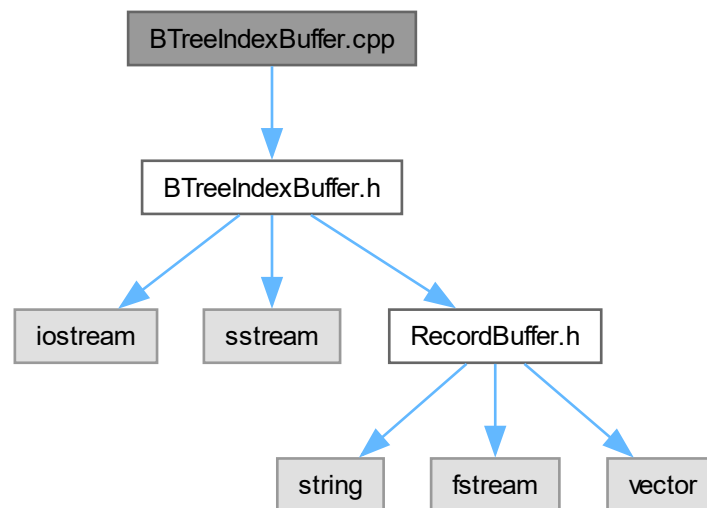 BTreeIndexBuffer.cpp
BTreeIndexBuffer.h
iostream
sstream
RecordBuffer.h
string
fstream
vector